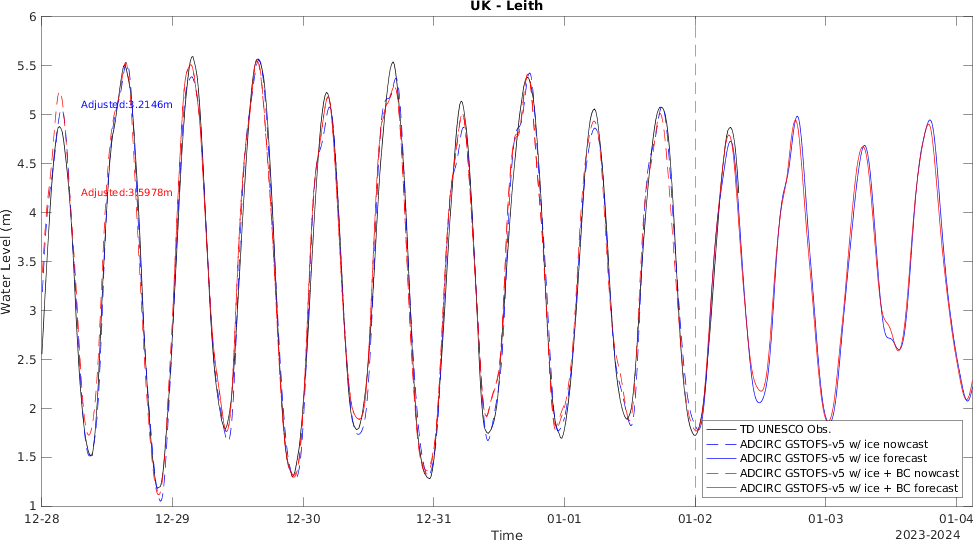 UK - Leith
6
5.5
5
4.5
4
3.5
3
2.5
2
1.5
1
Water Level (m)
Adjusted:3.2146m
Adjusted:3.5978m
TD UNESCO Obs.
ADCIRC GSTOFS-v5 w/ ice nowcast
ADCIRC GSTOFS-v5 w/ ice forecast
ADCIRC GSTOFS-v5 w/ ice + BC nowcast
ADCIRC GSTOFS-v5 w/ ice + BC forecast
12-28 12-29 12-30 12-31 01-01 01-02 01-03 01-04
Time
2023-2024